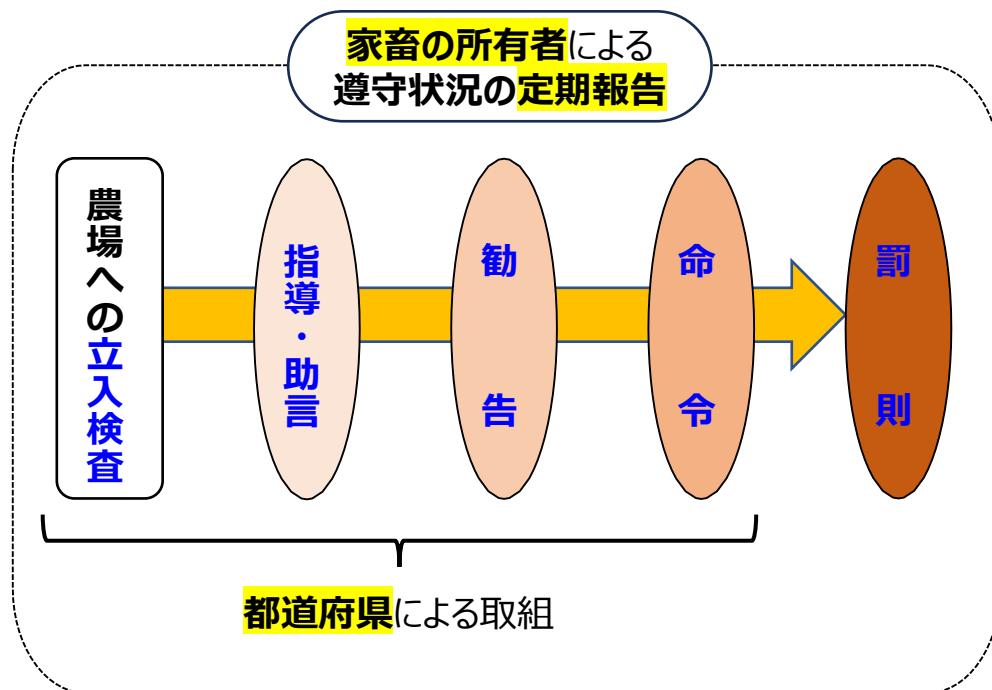 家畜の所有者による
遵守状況の定期報告
農場への立入検査
指導・助言
勧告
命令
罰則
都道府県による取組